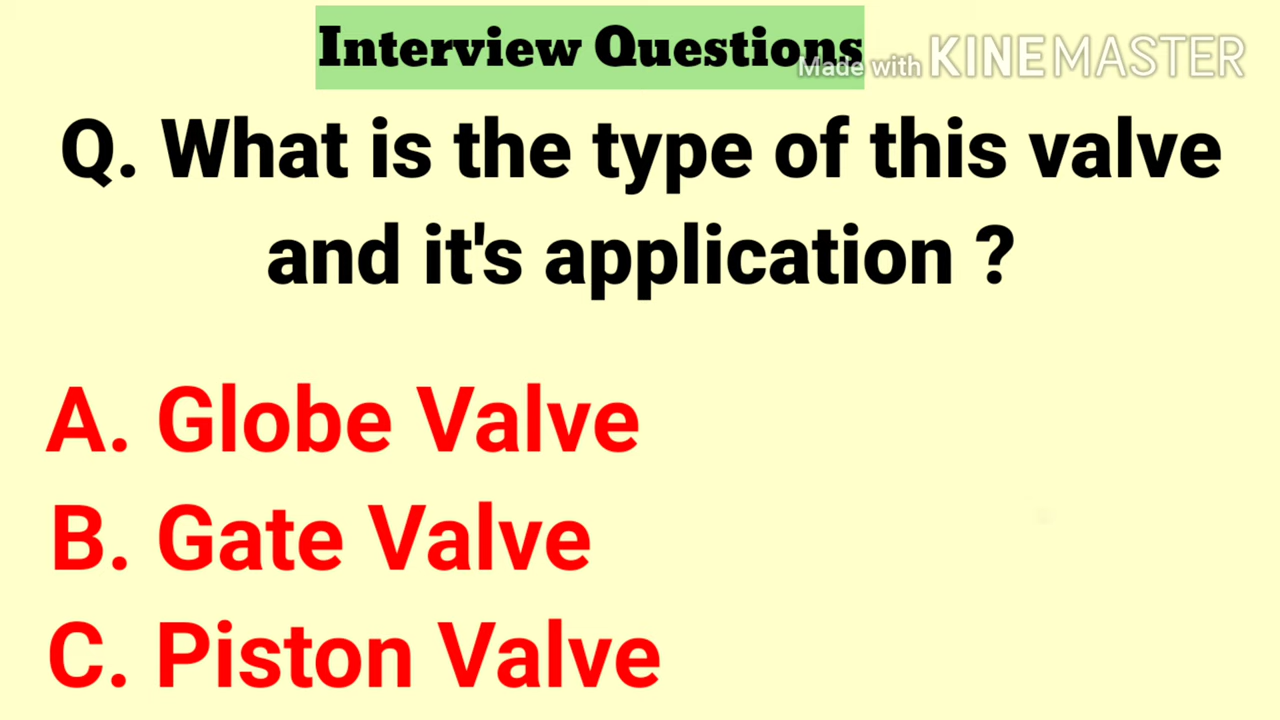 Interview Questions
Made with KINEMASTER
Q. What is the type of this valve
and it's application ?
A. Globe Valve
B. Gate Valve
C. Piston Valve